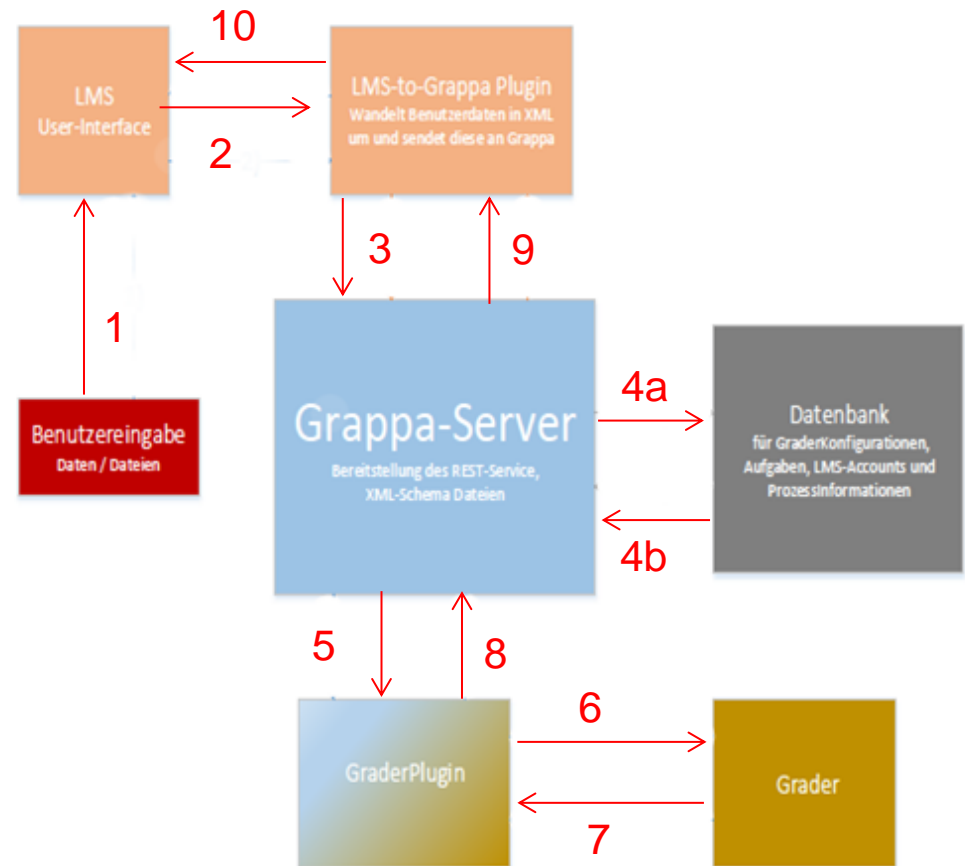 10
LMS
User-Interface
LMS-to-Grappa Plugin
Wandelt Benutzerdaten in XML
um und sendet diese an Grappa
2
3
9
1
Benutzereingabe
Daten / Dateien
Grappa-Server
Bereitstellung des REST-Service,
XML-Schema Dateien
4a
Datenbank
für GraderKonfigurationen,
Aufgaben, LMS-Accounts und
ProzessInformationen
4b
5
8
GraderPlugin
6
Grader
7